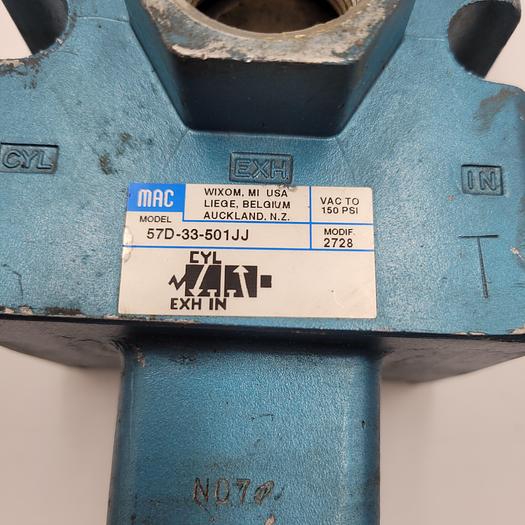 CYL
EXH
IN
MAC
WIXOM, MI USA
LIEGE, BELGIUM
AUCKLAND, N.Z.
VAC TO
150 PSI
MODEL
57D-33-501JJ
MODIF.
2728
CYL
EXH IN
T